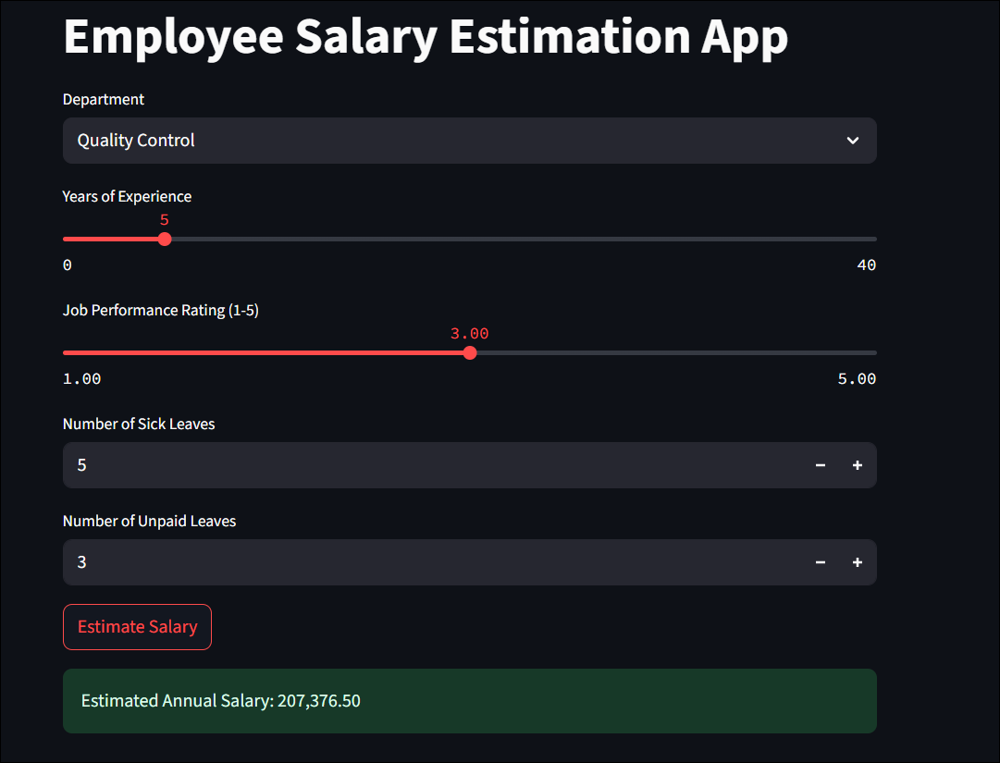 Employee Salary Estimation App
Department
Quality Control
Years of Experience
5
0 40
Job Performance Rating (1-5)
3.00
1.00 5.00
Number of Sick Leaves
5 − +
Number of Unpaid Leaves
3 − +
Estimate Salary
Estimated Annual Salary: 207,376.50